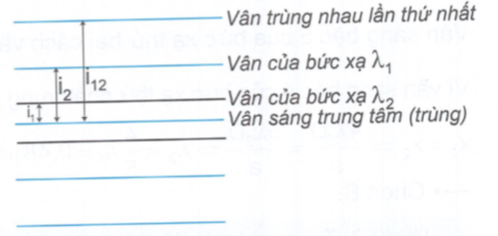 Vân trùng nhau lần thứ nhất
Vân của bức xạ λ₁
i₁₂
i₂
Vân của bức xạ λ₂
i₁
Vân sáng trung tâm (trùng)